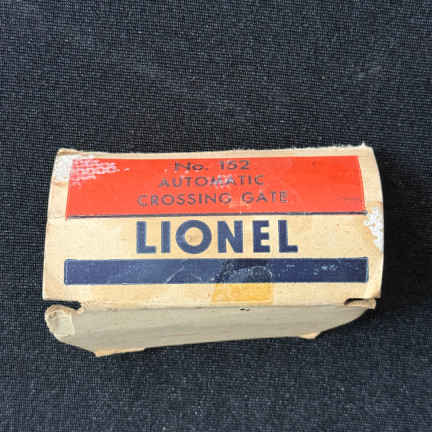 No. 152
AUTOMATIC
CROSSING GATE
LIONEL